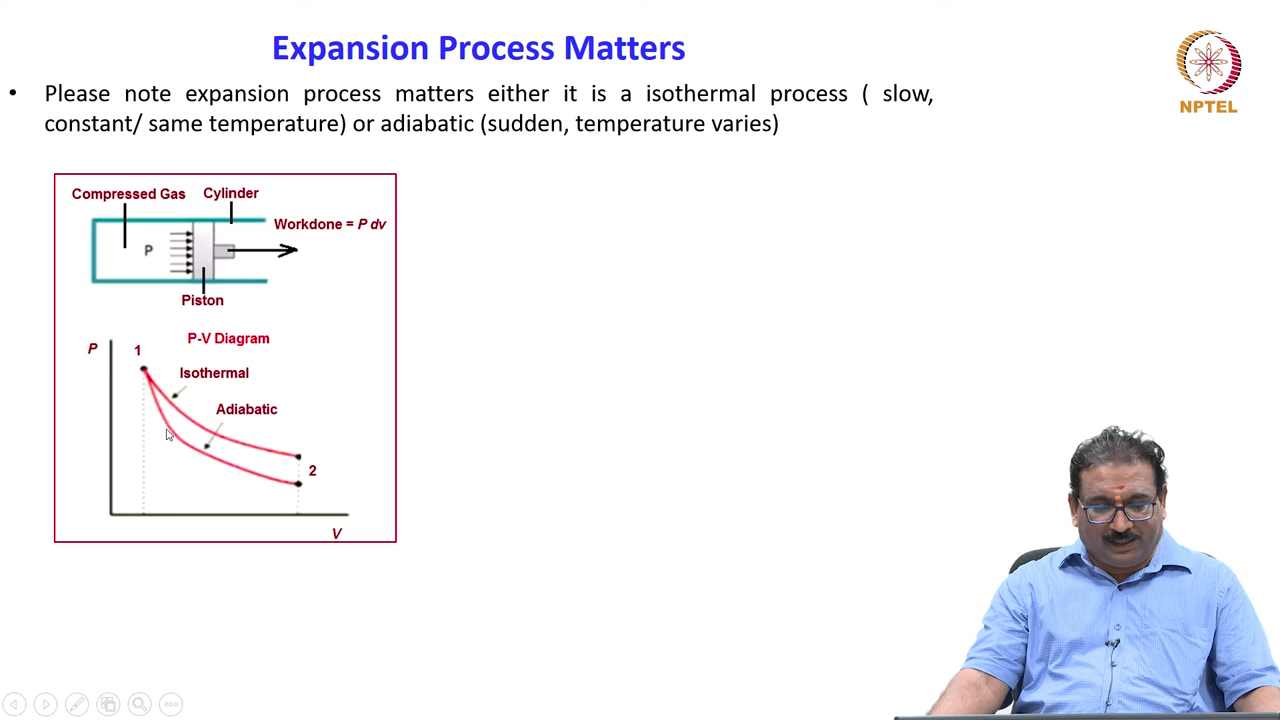 Expansion Process Matters
• Please note expansion process matters either it is a isothermal process ( slow,
constant/ same temperature) or adiabatic (sudden, temperature varies)
NPTEL
Compressed Gas
Cylinder
Workdone = P dv
P
Piston
P-V Diagram
P
1
Isothermal
Adiabatic
2
V